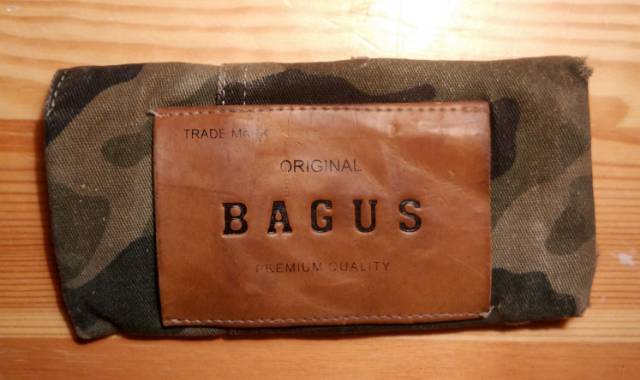 TRADE MARK
ORIGINAL
BAGUS
PREMIUM QUALITY